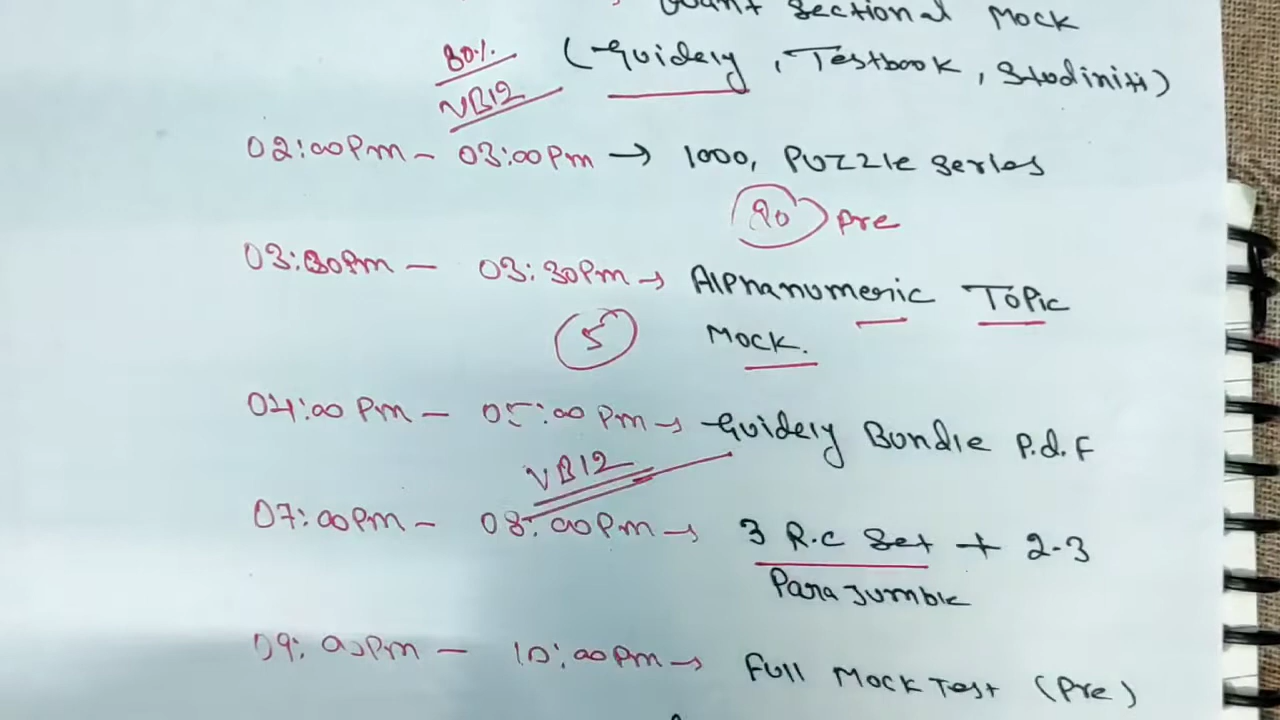 Quant Sectional Mock
80%.
(Guidely, Testbook, Studiniti)
VB12
02:00Pm - 03:00Pm → 1000, Puzzle series
90 Pre
03:30Pm - 03:30Pm → Alphanumeric Topic
5 Mock.
04:00 Pm - 05:00 Pm → Guidely Bundle P.d.F
VB12
07:00Pm - 08:00Pm → 3 R.C Set + 2-3
Para Jumble
09:00Pm - 10:00Pm → Full Mock Test (Pre)